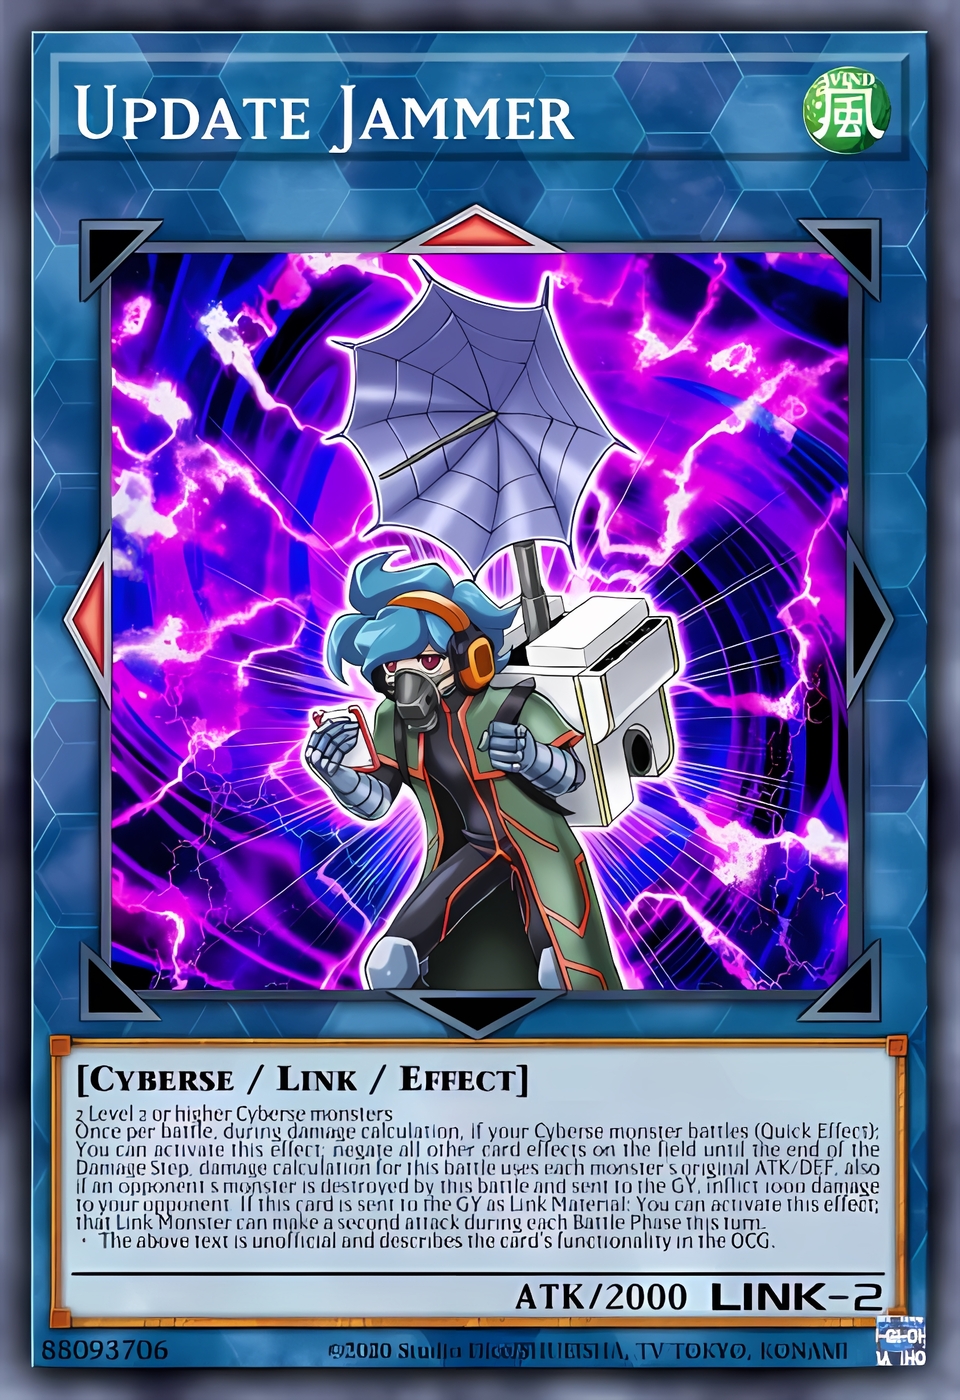 UPDATE JAMMER
WIND
風
[CYBERSE / LINK / EFFECT]
2 Level 2 or higher Cyberse monsters
Once per battle, during damage calculation, if your Cyberse monster battles (Quick Effect):
You can activate this effect; negate all other card effects on the field until the end of the
Damage Step, damage calculation for this battle uses each monster's original ATK/DEF, also
if an opponent's monster is destroyed by this battle and sent to the GY, inflict 1000 damage
to your opponent. If this card is sent to the GY as Link Material: You can activate this effect;
that Link Monster can make a second attack during each Battle Phase this turn.
· The above text is unofficial and describes the card's functionality in the OCG.
ATK/2000 LINK-2
88093706
©2020 Studio TV TOKYO, KONAMI